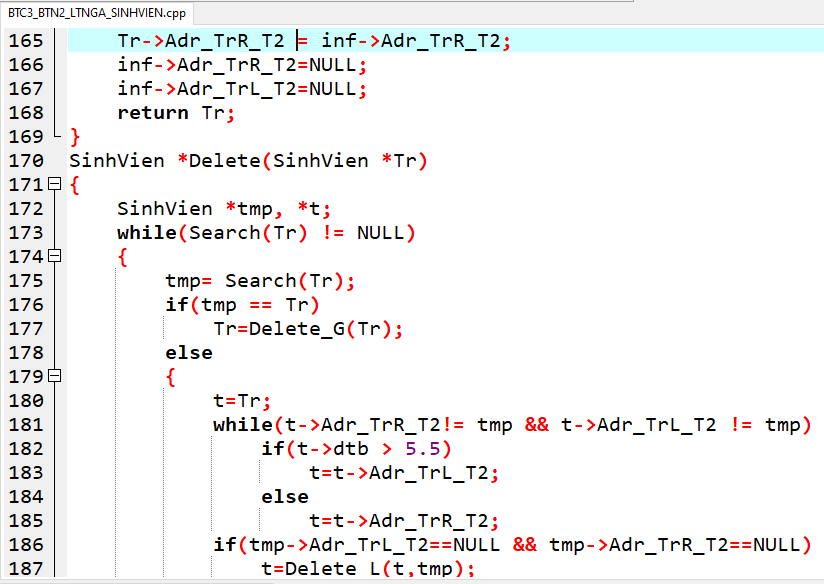 BTC3_BTN2_LTNGA_SINHVIEN.cpp
165 Tr->Adr_TrR_T2 = inf->Adr_TrR_T2;
166 inf->Adr_TrR_T2=NULL;
167 inf->Adr_TrL_T2=NULL;
168 return Tr;
169 }
170 SinhVien *Delete(SinhVien *Tr)
171 {
172 SinhVien *tmp, *t;
173 while(Search(Tr) != NULL)
174 {
175 tmp= Search(Tr);
176 if(tmp == Tr)
177 Tr=Delete_G(Tr);
178 else
179 {
180 t=Tr;
181 while(t->Adr_TrR_T2!= tmp && t->Adr_TrL_T2 != tmp)
182 if(t->dtb > 5.5)
183 t=t->Adr_TrL_T2;
184 else
185 t=t->Adr_TrR_T2;
186 if(tmp->Adr_TrL_T2==NULL && tmp->Adr_TrR_T2==NULL)
187 t=Delete_L(t,tmp);